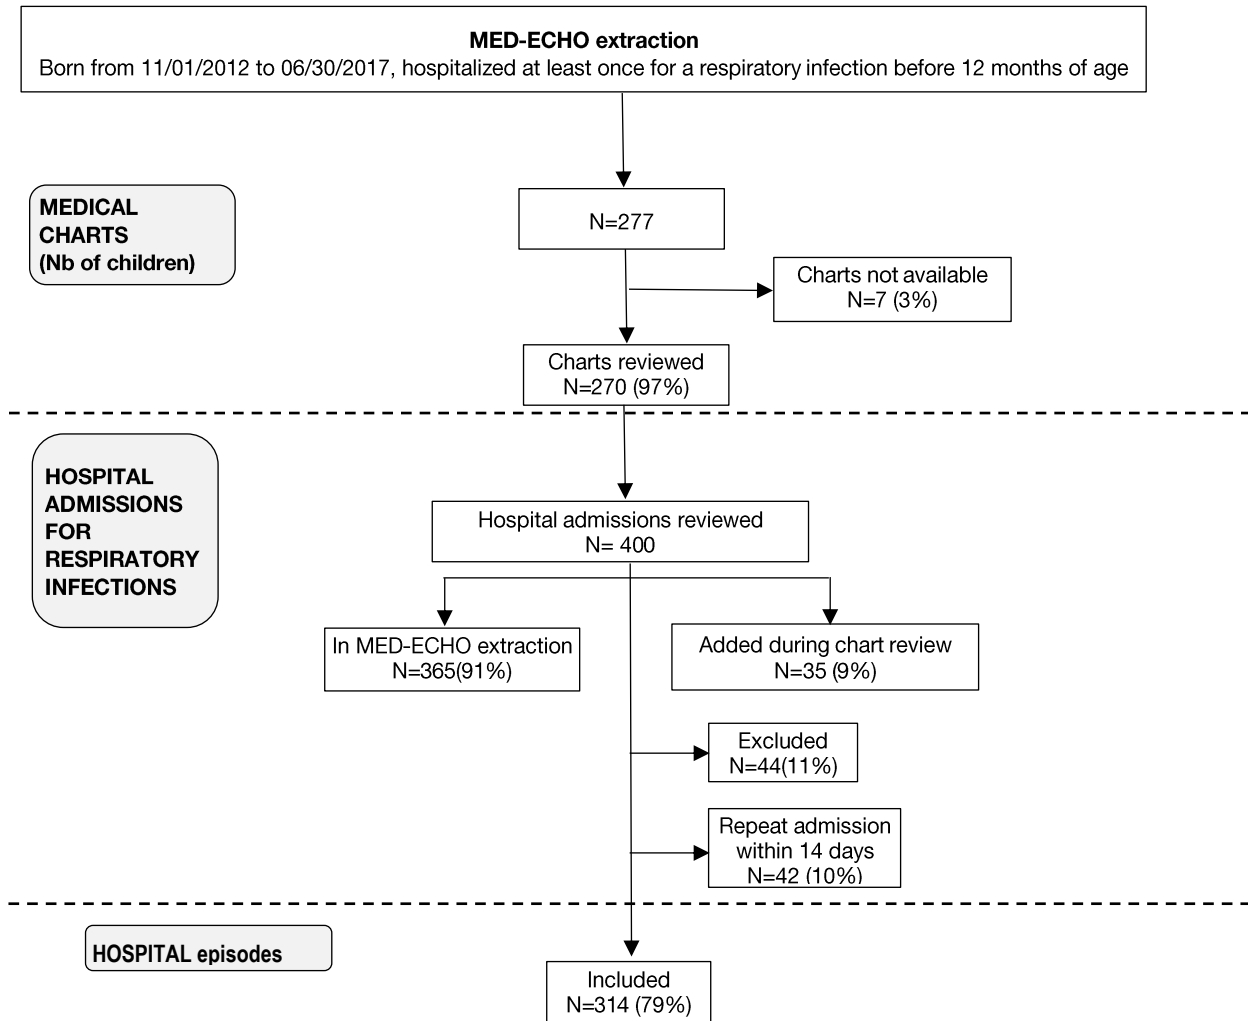 MED-ECHO extraction
Born from 11/01/2012 to 06/30/2017, hospitalized at least once for a respiratory infection before 12 months of age
MEDICAL
CHARTS
(Nb of children)
N=277
Charts not available
N=7 (3%)
Charts reviewed
N=270 (97%)
HOSPITAL
ADMISSIONS
FOR
RESPIRATORY
INFECTIONS
Hospital admissions reviewed
N= 400
In MED-ECHO extraction
N=365(91%)
Added during chart review
N=35 (9%)
Excluded
N=44(11%)
Repeat admission
within 14 days
N=42 (10%)
HOSPITAL episodes
Included
N=314 (79%)